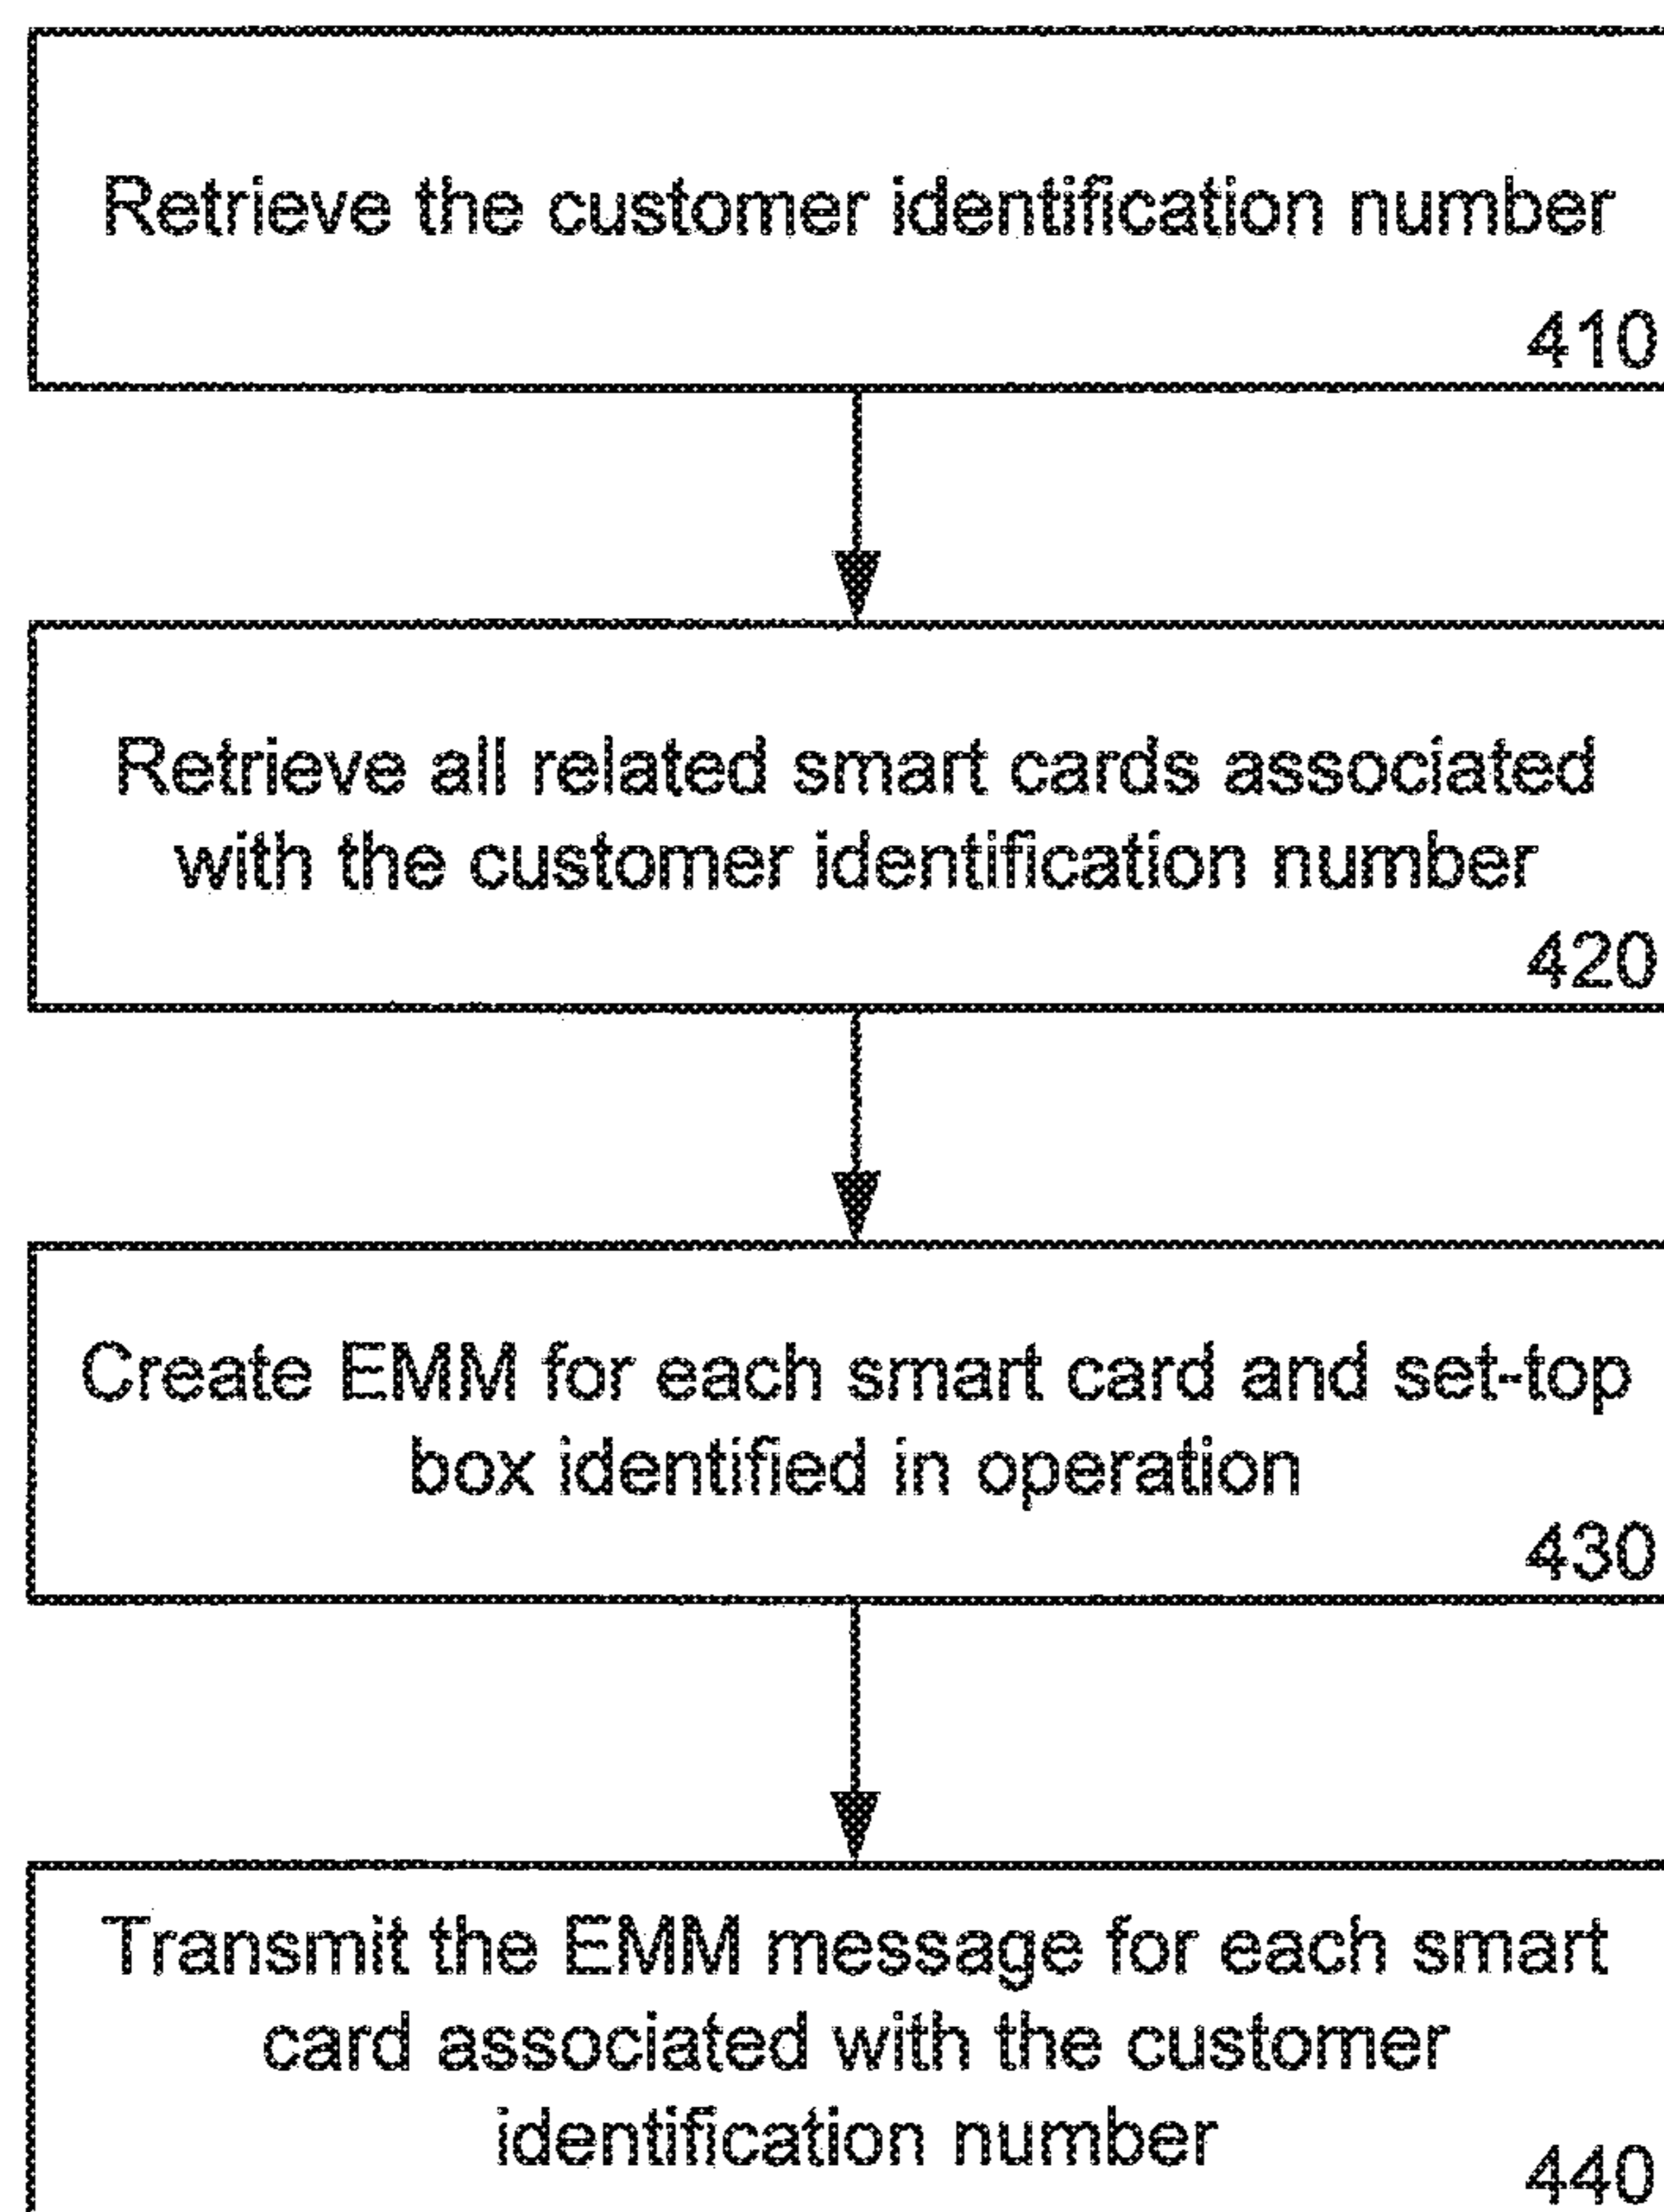 Retrieve the customer identification number
410
Retrieve all related smart cards associated
with the customer identification number
420
Create EMM for each smart card and set-top
box identified in operation
430
Transmit the EMM message for each smart
card associated with the customer
identification number
440